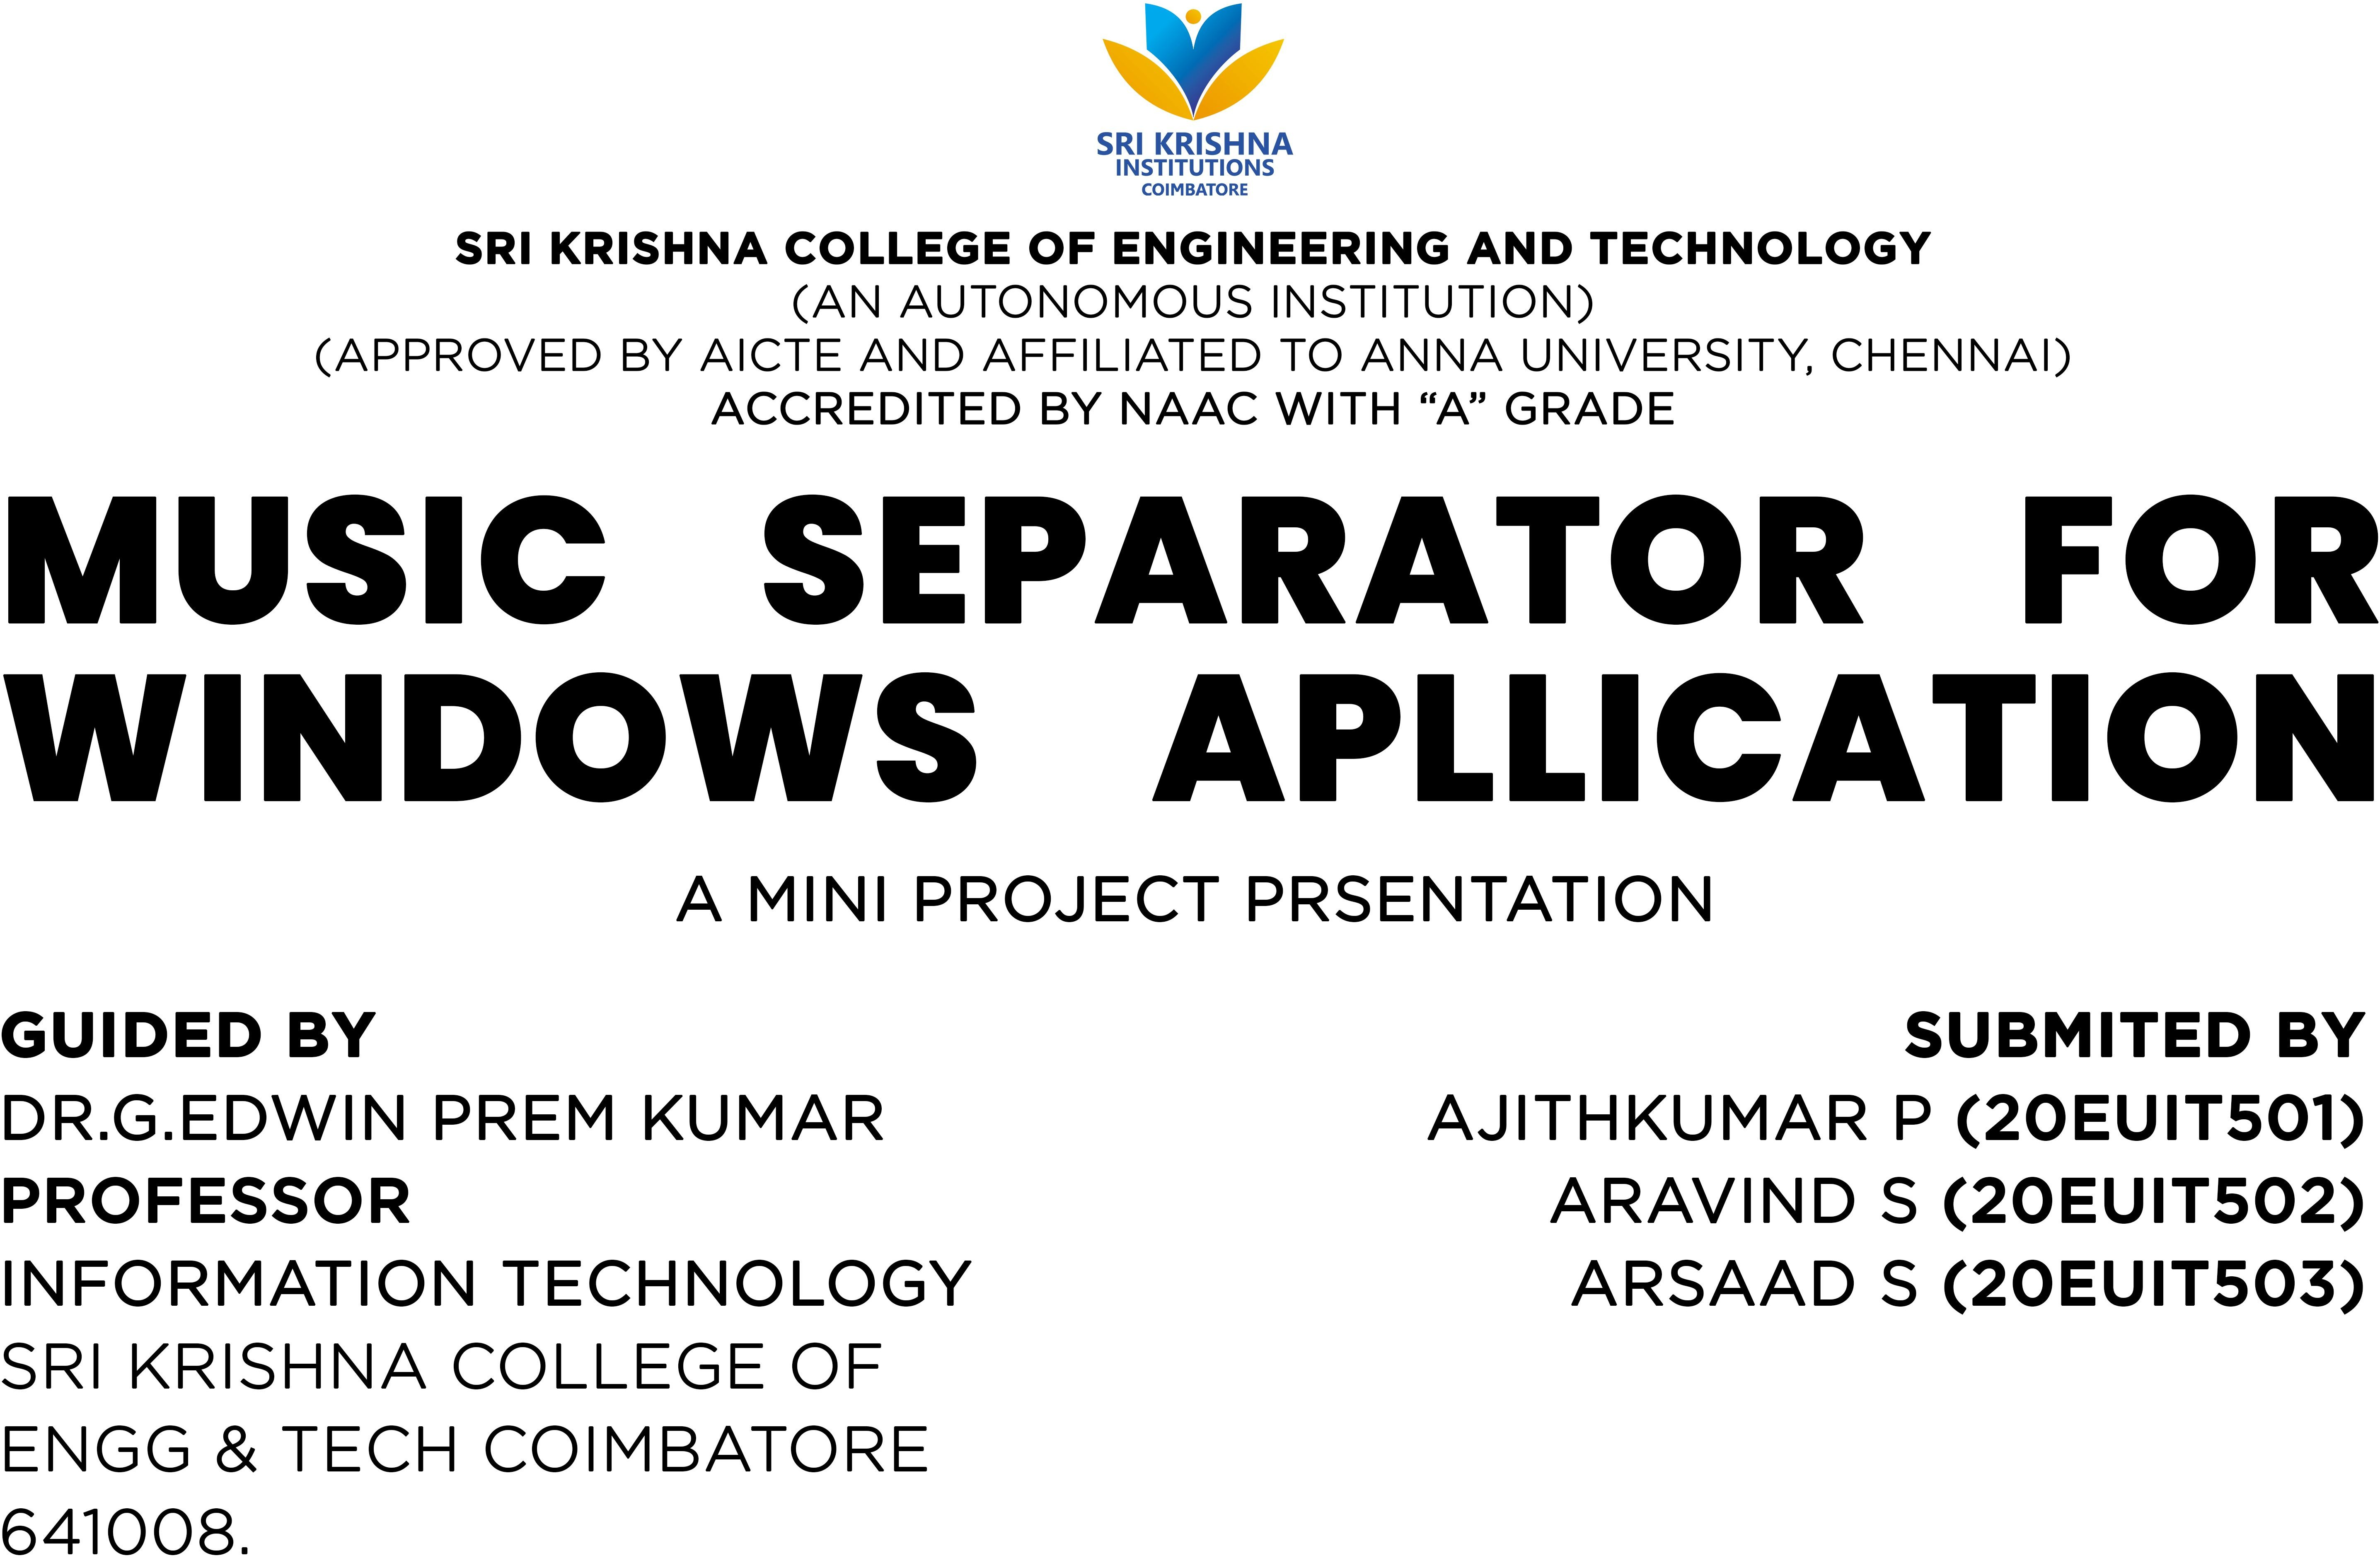 SRI KRISHNA
INSTITUTIONS
COIMBATORE
SRI KRISHNA COLLEGE OF ENGINEERING AND TECHNOLOGY
(AN AUTONOMOUS INSTITUTION)
(APPROVED BY AICTE AND AFFILIATED TO ANNA UNIVERSITY, CHENNAI)
ACCREDITED BY NAAC WITH “A” GRADE
MUSIC SEPARATOR FOR
WINDOWS APLLICATION
A MINI PROJECT PRSENTATION
GUIDED BY
DR.G.EDWIN PREM KUMAR
PROFESSOR
INFORMATION TECHNOLOGY
SRI KRISHNA COLLEGE OF
ENGG & TECH COIMBATORE
641008.
SUBMITED BY
AJITHKUMAR P (20EUIT501)
ARAVIND S (20EUIT502)
ARSAAD S (20EUIT503)